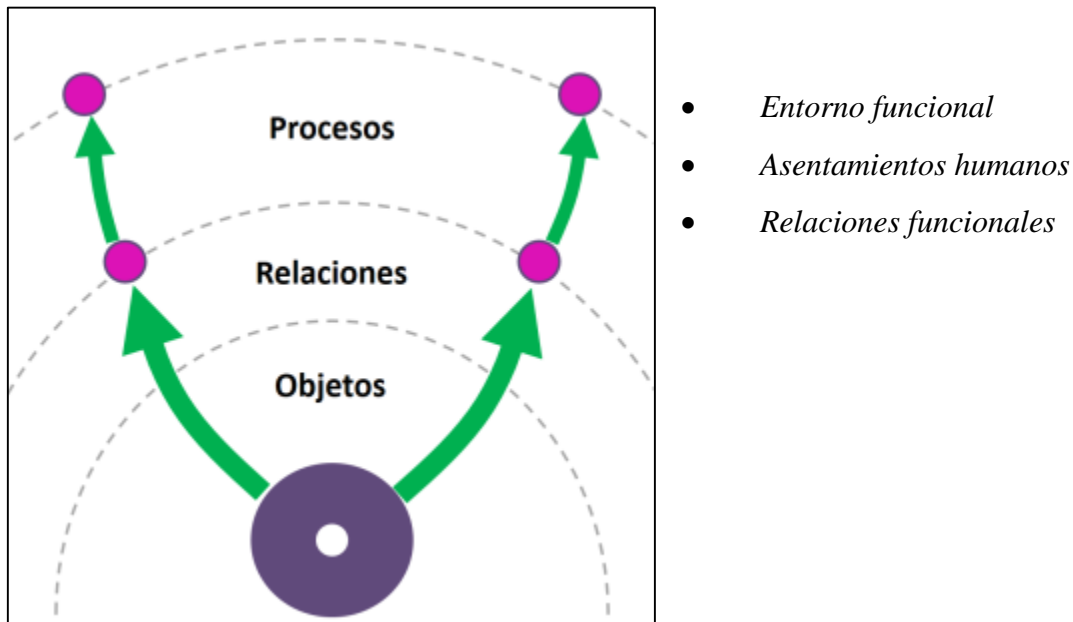 Procesos
Relaciones
Objetos
• Entorno funcional
• Asentamientos humanos
• Relaciones funcionales